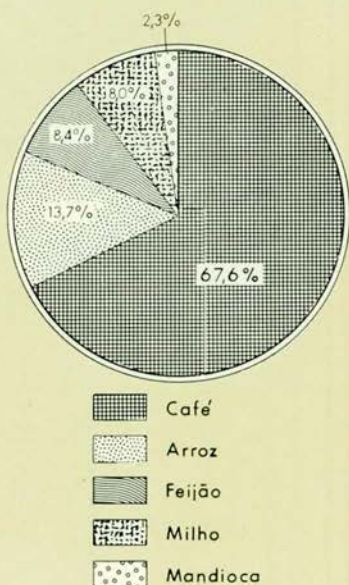 2,3%
8,0%
8,4%
13,7%
67,6%
Café
Arroz
Feijão
Milho
Mandioca